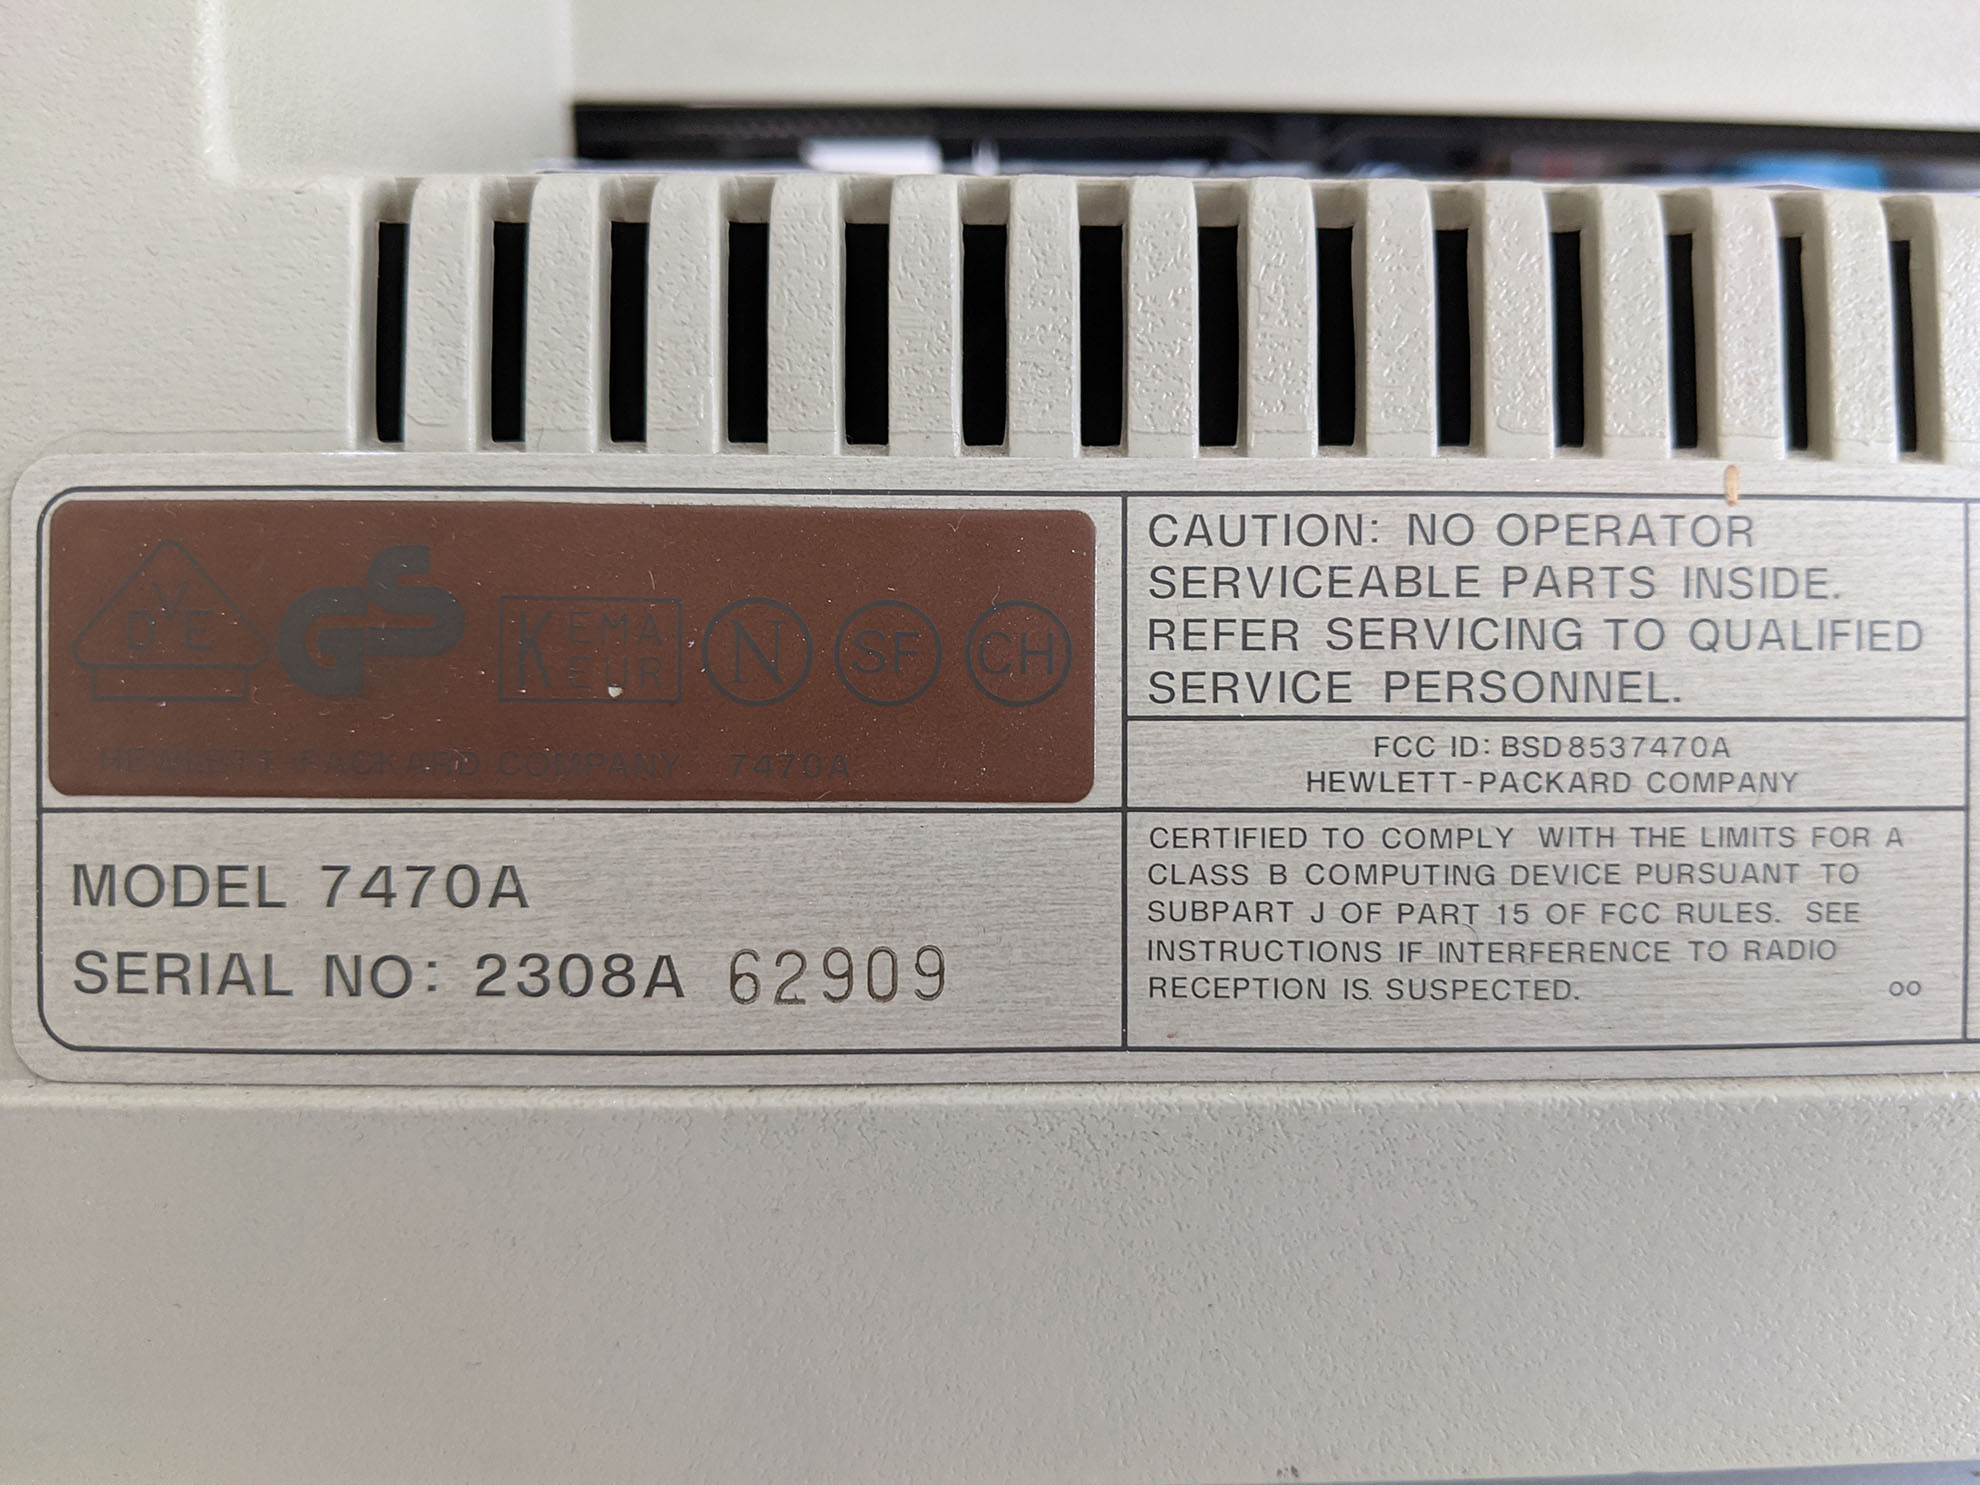 DVE
GS
KEMA
EUR
N
SF
CH
HEWLETT-PACKARD COMPANY 7470A
MODEL 7470A
SERIAL NO: 2308A 62909
CAUTION: NO OPERATOR
SERVICEABLE PARTS INSIDE.
REFER SERVICING TO QUALIFIED
SERVICE PERSONNEL.
FCC ID: BSD8537470A
HEWLETT-PACKARD COMPANY
CERTIFIED TO COMPLY WITH THE LIMITS FOR A
CLASS B COMPUTING DEVICE PURSUANT TO
SUBPART J OF PART 15 OF FCC RULES. SEE
INSTRUCTIONS IF INTERFERENCE TO RADIO
RECEPTION IS SUSPECTED. 00